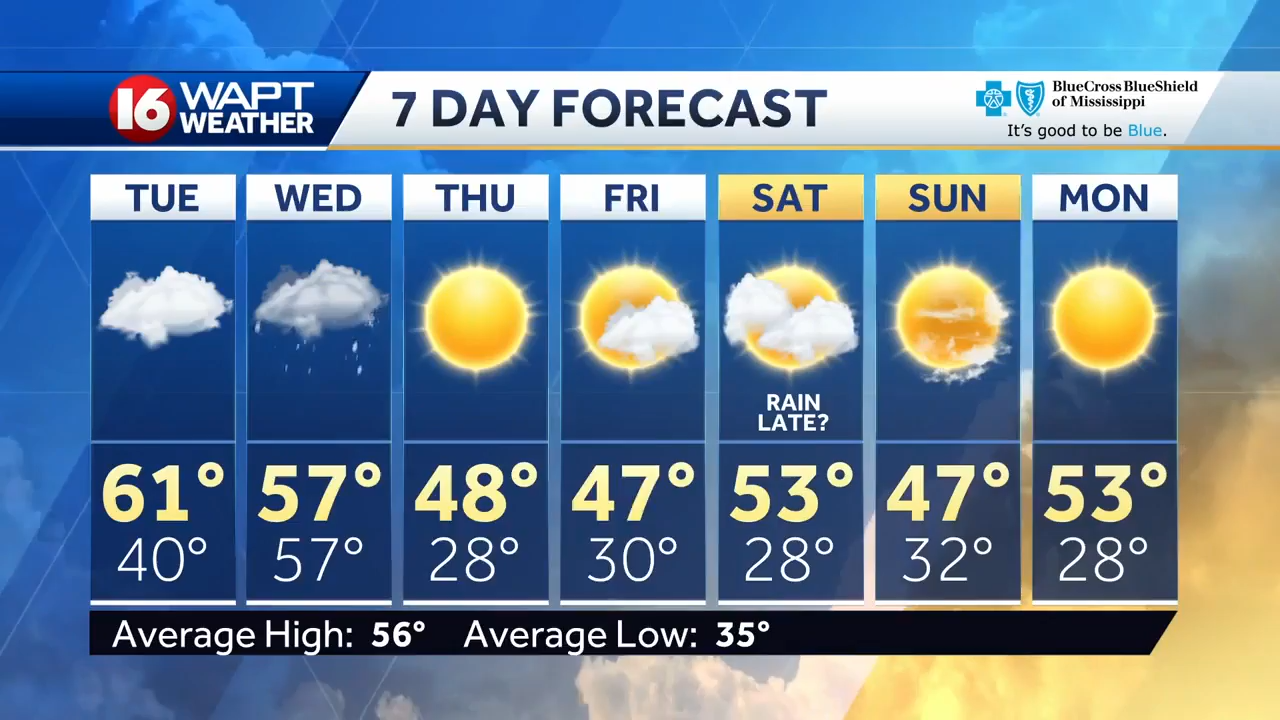 16 WAPT
WEATHER
7 DAY FORECAST
BlueCross BlueShield
of Mississippi
It's good to be Blue.
TUE WED THU FRI SAT SUN MON
RAIN
LATE?
61° 57° 48° 47° 53° 47° 53°
40° 57° 28° 30° 28° 32° 28°
Average High: 56° Average Low: 35°